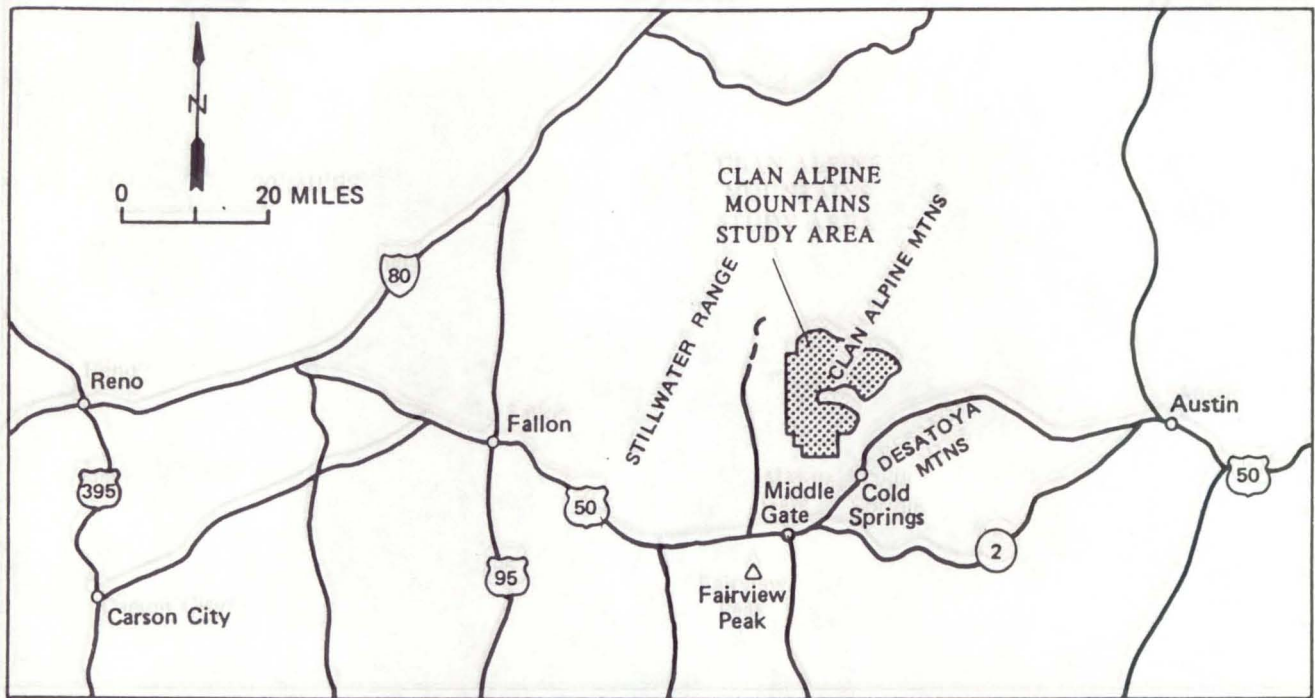 N
0 20 MILES
CLAN ALPINE
MOUNTAINS
STUDY AREA
STILLWATER RANGE
CLAN ALPINE MTNS
80
Reno
Fallon
Austin
DESATOYA
MTNS
395
50
Middle
Gate
Cold
Springs
50
2
95
Fairview
Peak
Carson City